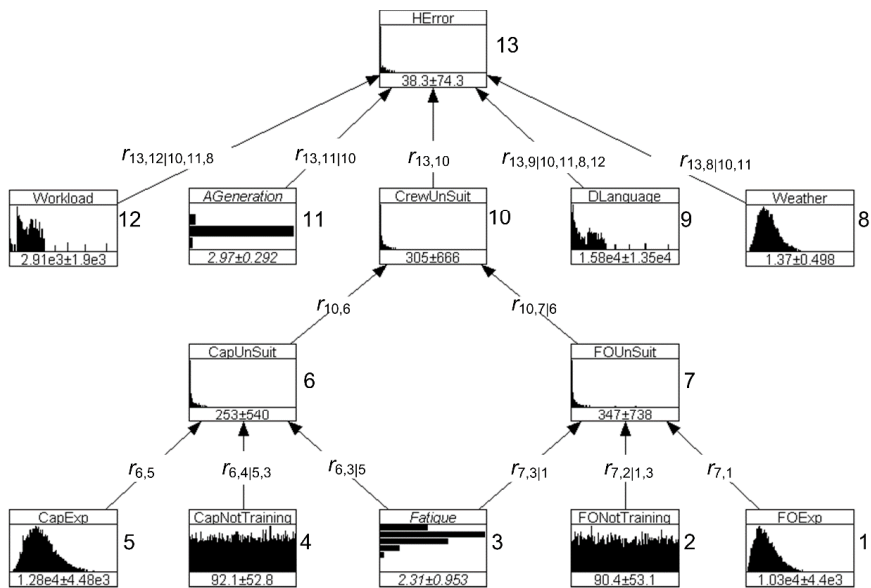 HError
13
38.3±74.3
r13,12|10,11,8
r13,11|10
r13,10
r13,9|10,11,8,12
r13,8|10,11
Workload
12
2.91e3±1.9e3
AGeneration
11
2.97±0.292
CrewUnSuit
10
305±666
DLanguage
9
1.58e4±1.35e4
Weather
8
1.37±0.498
r10,6
r10,7|6
CapUnSuit
6
253±540
FOUnSuit
7
347±738
r6,5
r6,4|5,3
r6,3|5
r7,3|1
r7,2|1,3
r7,1
CapExp
5
1.28e4±4.48e3
CapNotTraining
4
92.1±52.8
Fatique
3
2.31±0.953
FONotTraining
2
90.4±53.1
FOExp
1
1.03e4±4.4e3